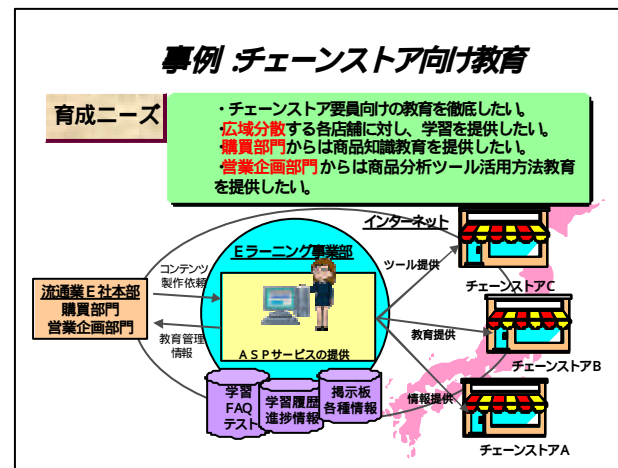 事例:チェーンストア向け教育
育成ニーズ
・チェーンストア要員向けの教育を徹底したい。
・広域分散する各店舗に対し、学習を提供したい。
・購買部門からは商品知識教育を提供したい。
・営業企画部門からは商品分析ツール活用方法教育
を提供したい。
インターネット
Eラーニング事業部
コンテンツ
製作依頼
ツール提供
チェーンストアC
流通業E社本部
購買部門
営業企画部門
教育管理
情報
ASPサービスの提供
教育提供
チェーンストアB
学習
FAQ
テスト
学習履歴
進捗情報
掲示板
各種情報
情報提供
チェーンストアA